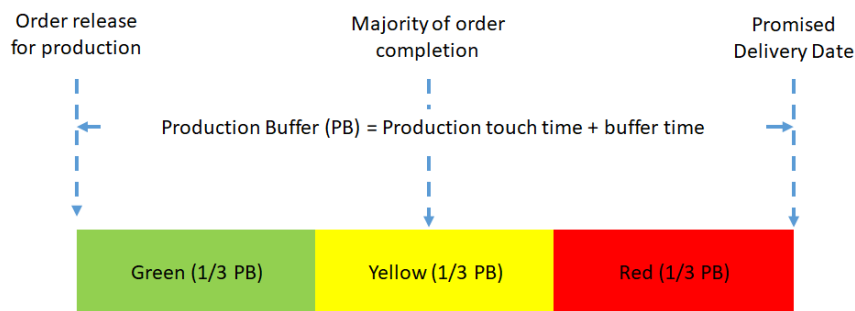 Order release
for production
Majority of order
completion
Promised
Delivery Date
Production Buffer (PB) = Production touch time + buffer time
Green (1/3 PB)
Yellow (1/3 PB)
Red (1/3 PB)